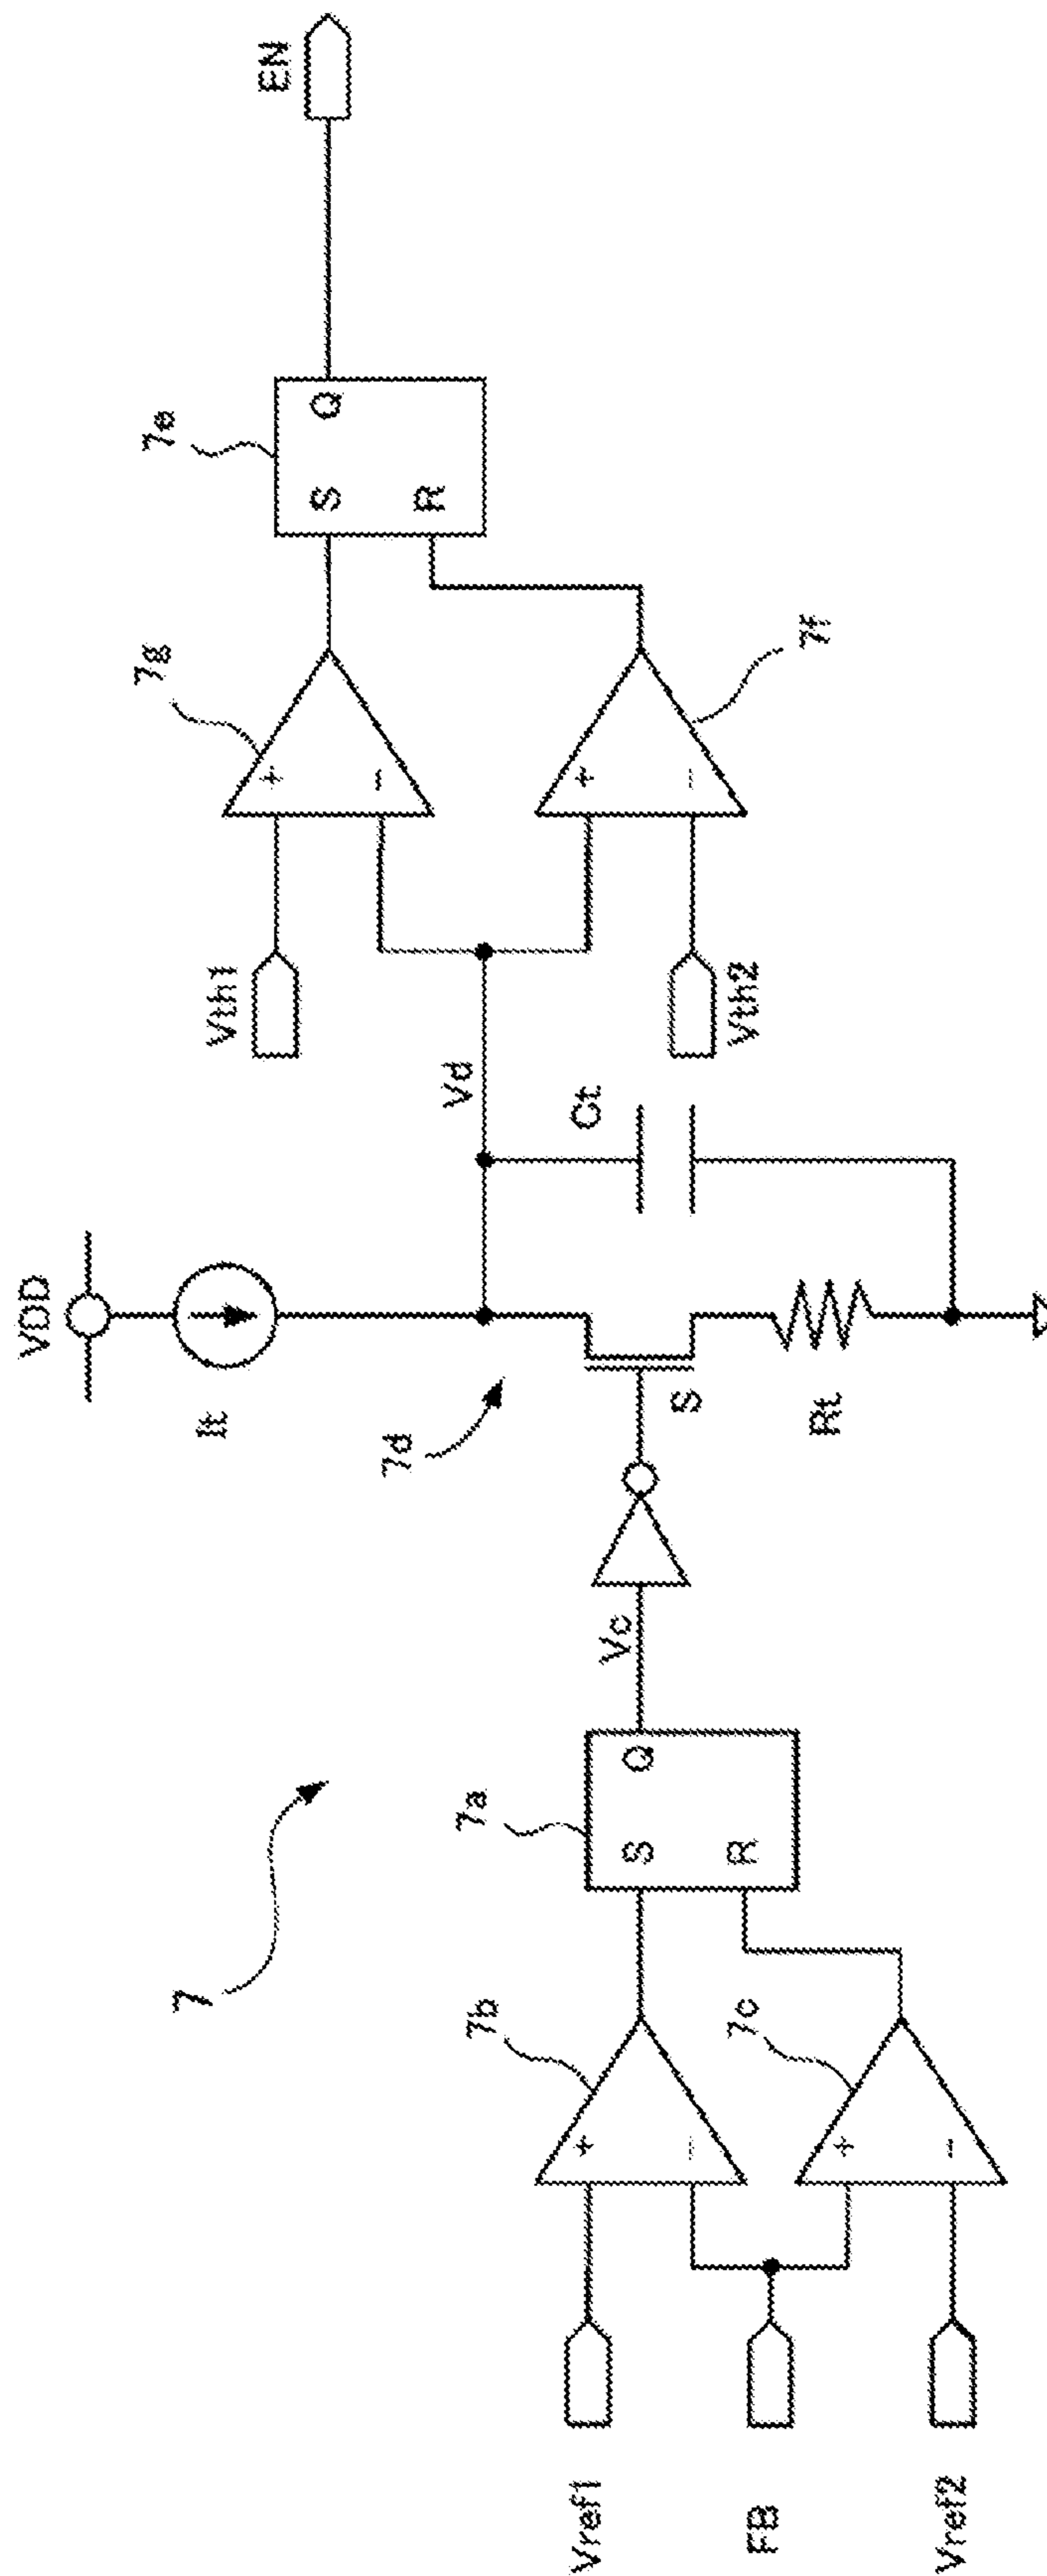 7
Vref1
FB
Vref2
7b
+
−
7c
+
−
7a
S
R
Q
Vc
VDD
It
7d
S
Rt
Ct
Vd
Vth1
Vth2
7g
+
−
7f
+
−
7e
S
R
Q
EN